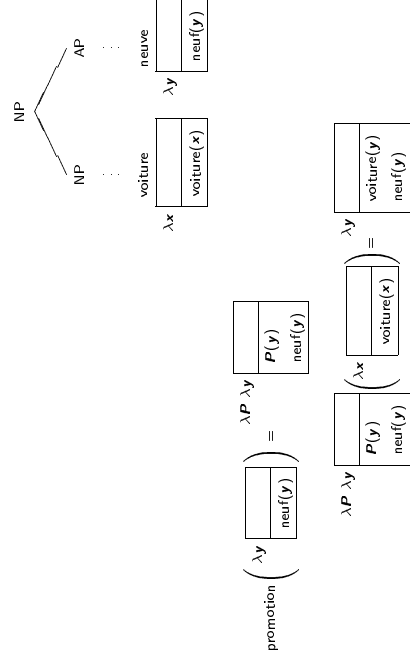 NP
NP AP
. . . . . .
voiture neuve
λx λy
voiture(x) neuf(y)
promotion ( λy neuf(y) ) = λP λy P(y)
neuf(y)
λP λy P(y)
neuf(y) ( λx voiture(x) ) = λy voiture(y)
neuf(y)